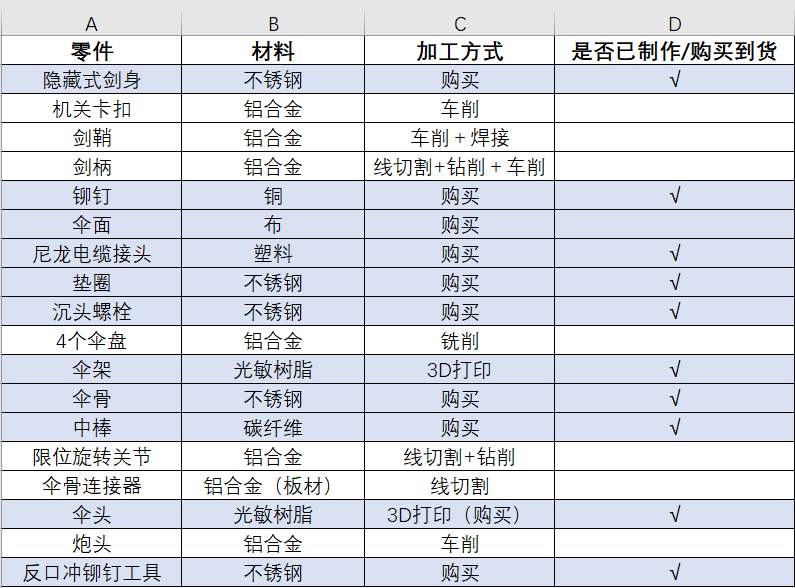 A B C D
零件 材料 加工方式 是否已制作/购买到货
隐藏式剑身 不锈钢 购买 √
机关卡扣 铝合金 车削
剑鞘 铝合金 车削＋焊接
剑柄 铝合金 线切割+钻削＋车削
铆钉 铜 购买 √
伞面 布 购买
尼龙电缆接头 塑料 购买 √
垫圈 不锈钢 购买 √
沉头螺栓 不锈钢 购买 √
4个伞盘 铝合金 铣削
伞架 光敏树脂 3D打印 √
伞骨 不锈钢 购买 √
中棒 碳纤维 购买 √
限位旋转关节 铝合金 线切割+钻削
伞骨连接器 铝合金（板材） 线切割
伞头 光敏树脂 3D打印（购买） √
炮头 铝合金 车削
反口冲铆钉工具 不锈钢 购买 √